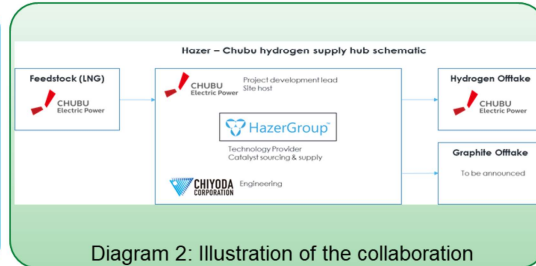 Hazer – Chubu hydrogen supply hub schematic
Feedstock (LNG)
CHUBU
Electric Power
CHUBU
Electric Power
Project development lead
Site host
HazerGroup™
Technology Provider
Catalyst sourcing & supply
CHIYODA
CORPORATION
Engineering
Hydrogen Offtake
CHUBU
Electric Power
Graphite Offtake
To be announced
Diagram 2: Illustration of the collaboration